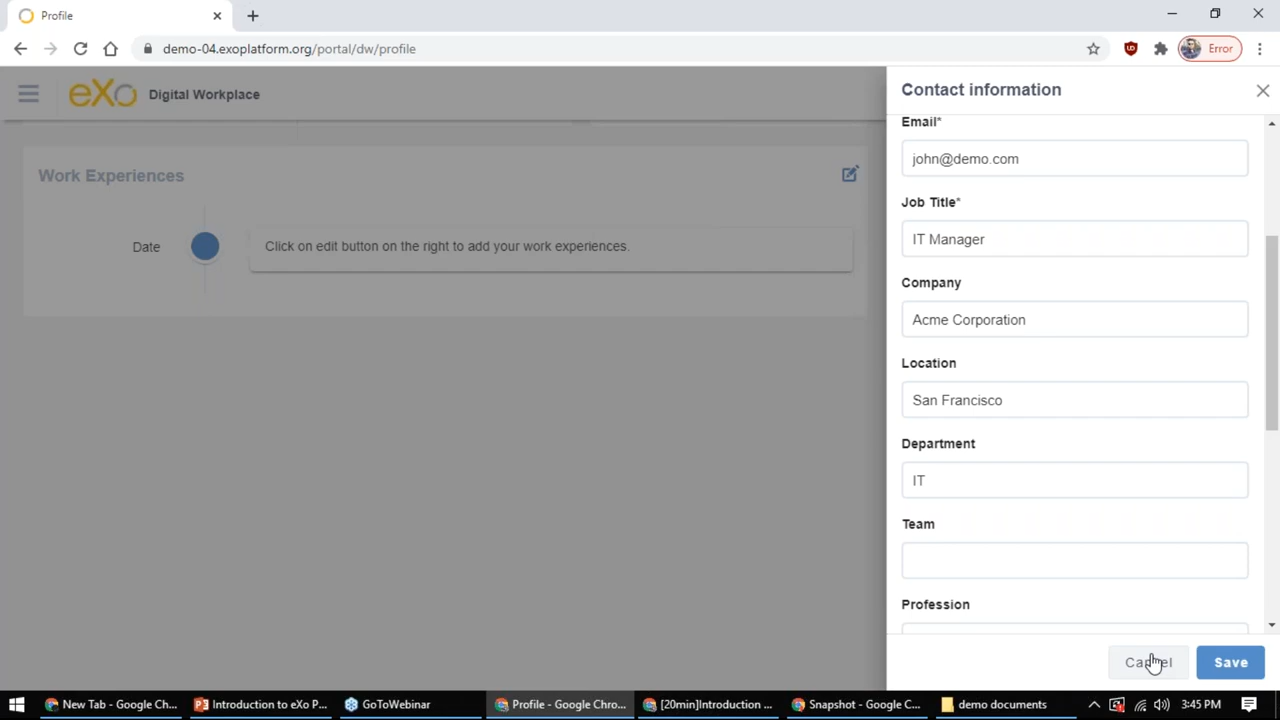 Profile
demo-04.exoplatform.org/portal/dw/profile
Error
eXo Digital Workplace
Contact information
Email*
john@demo.com
Work Experiences
Job Title*
Date
Click on edit button on the right to add your work experiences.
IT Manager
Company
Acme Corporation
Location
San Francisco
Department
IT
Team
Profession
Cancel
Save
New Tab - Google Ch...
Introduction to eXo P...
GoToWebinar
Profile - Google Chro...
[20min]Introduction ...
Snapshot - Google C...
demo documents
3:45 PM